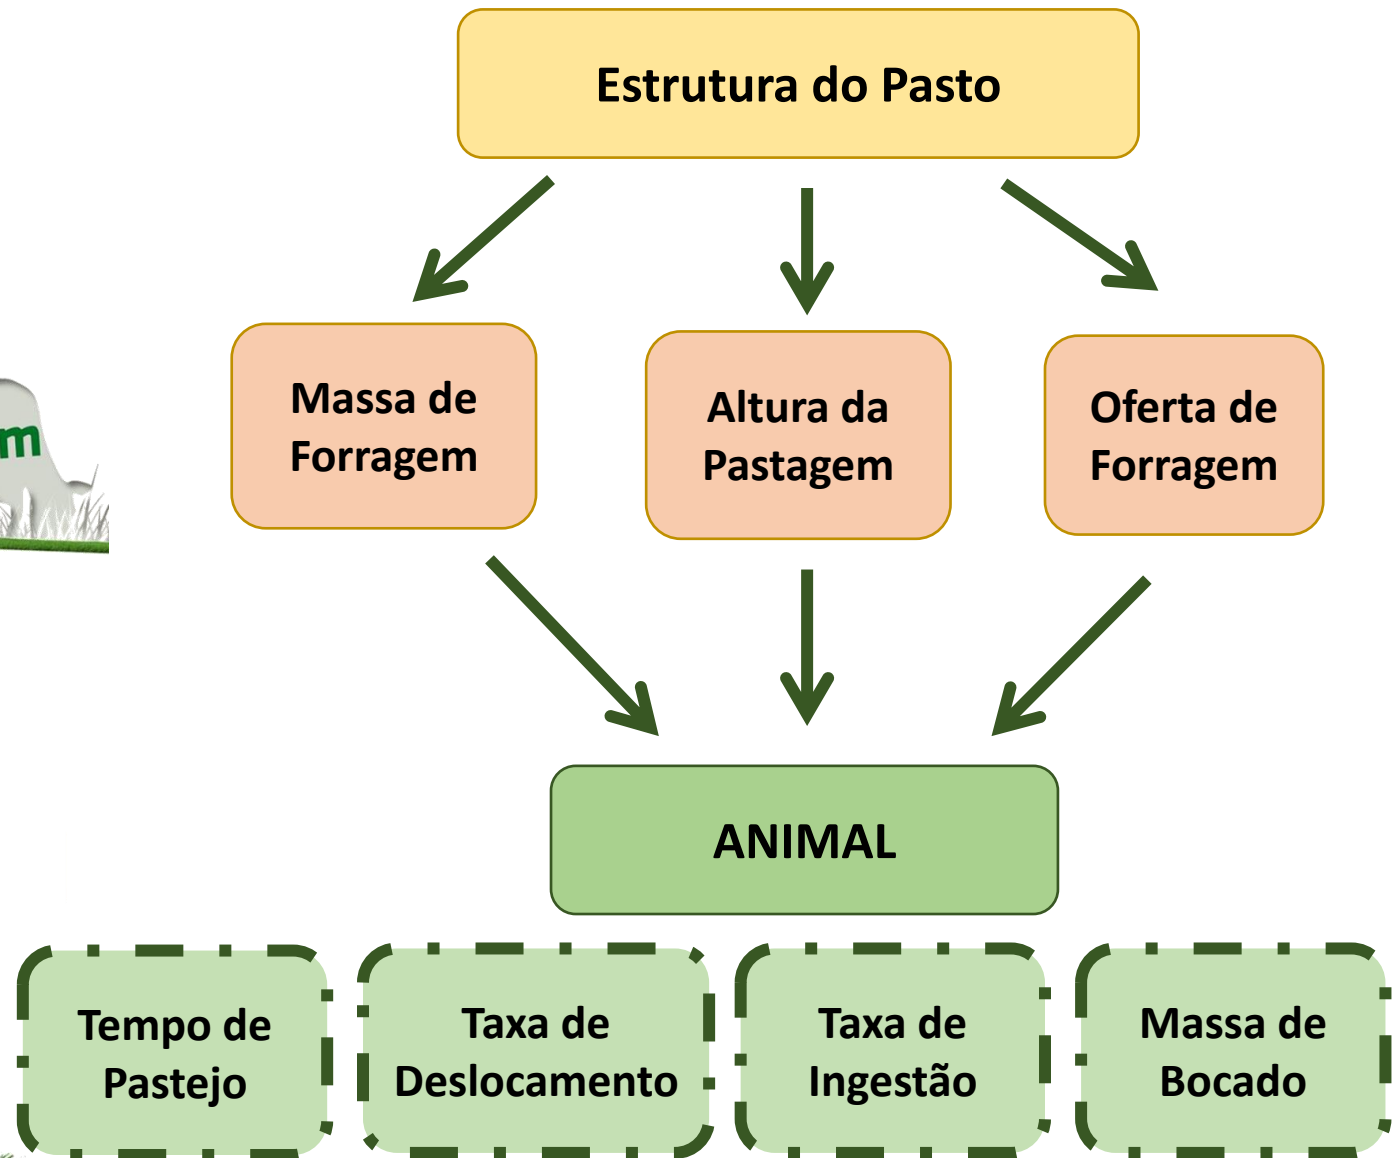 Estrutura do Pasto
Massa de
Forragem
Altura da
Pastagem
Oferta de
Forragem
m
ANIMAL
Tempo de
Pastejo
Taxa de
Deslocamento
Taxa de
Ingestão
Massa de
Bocado